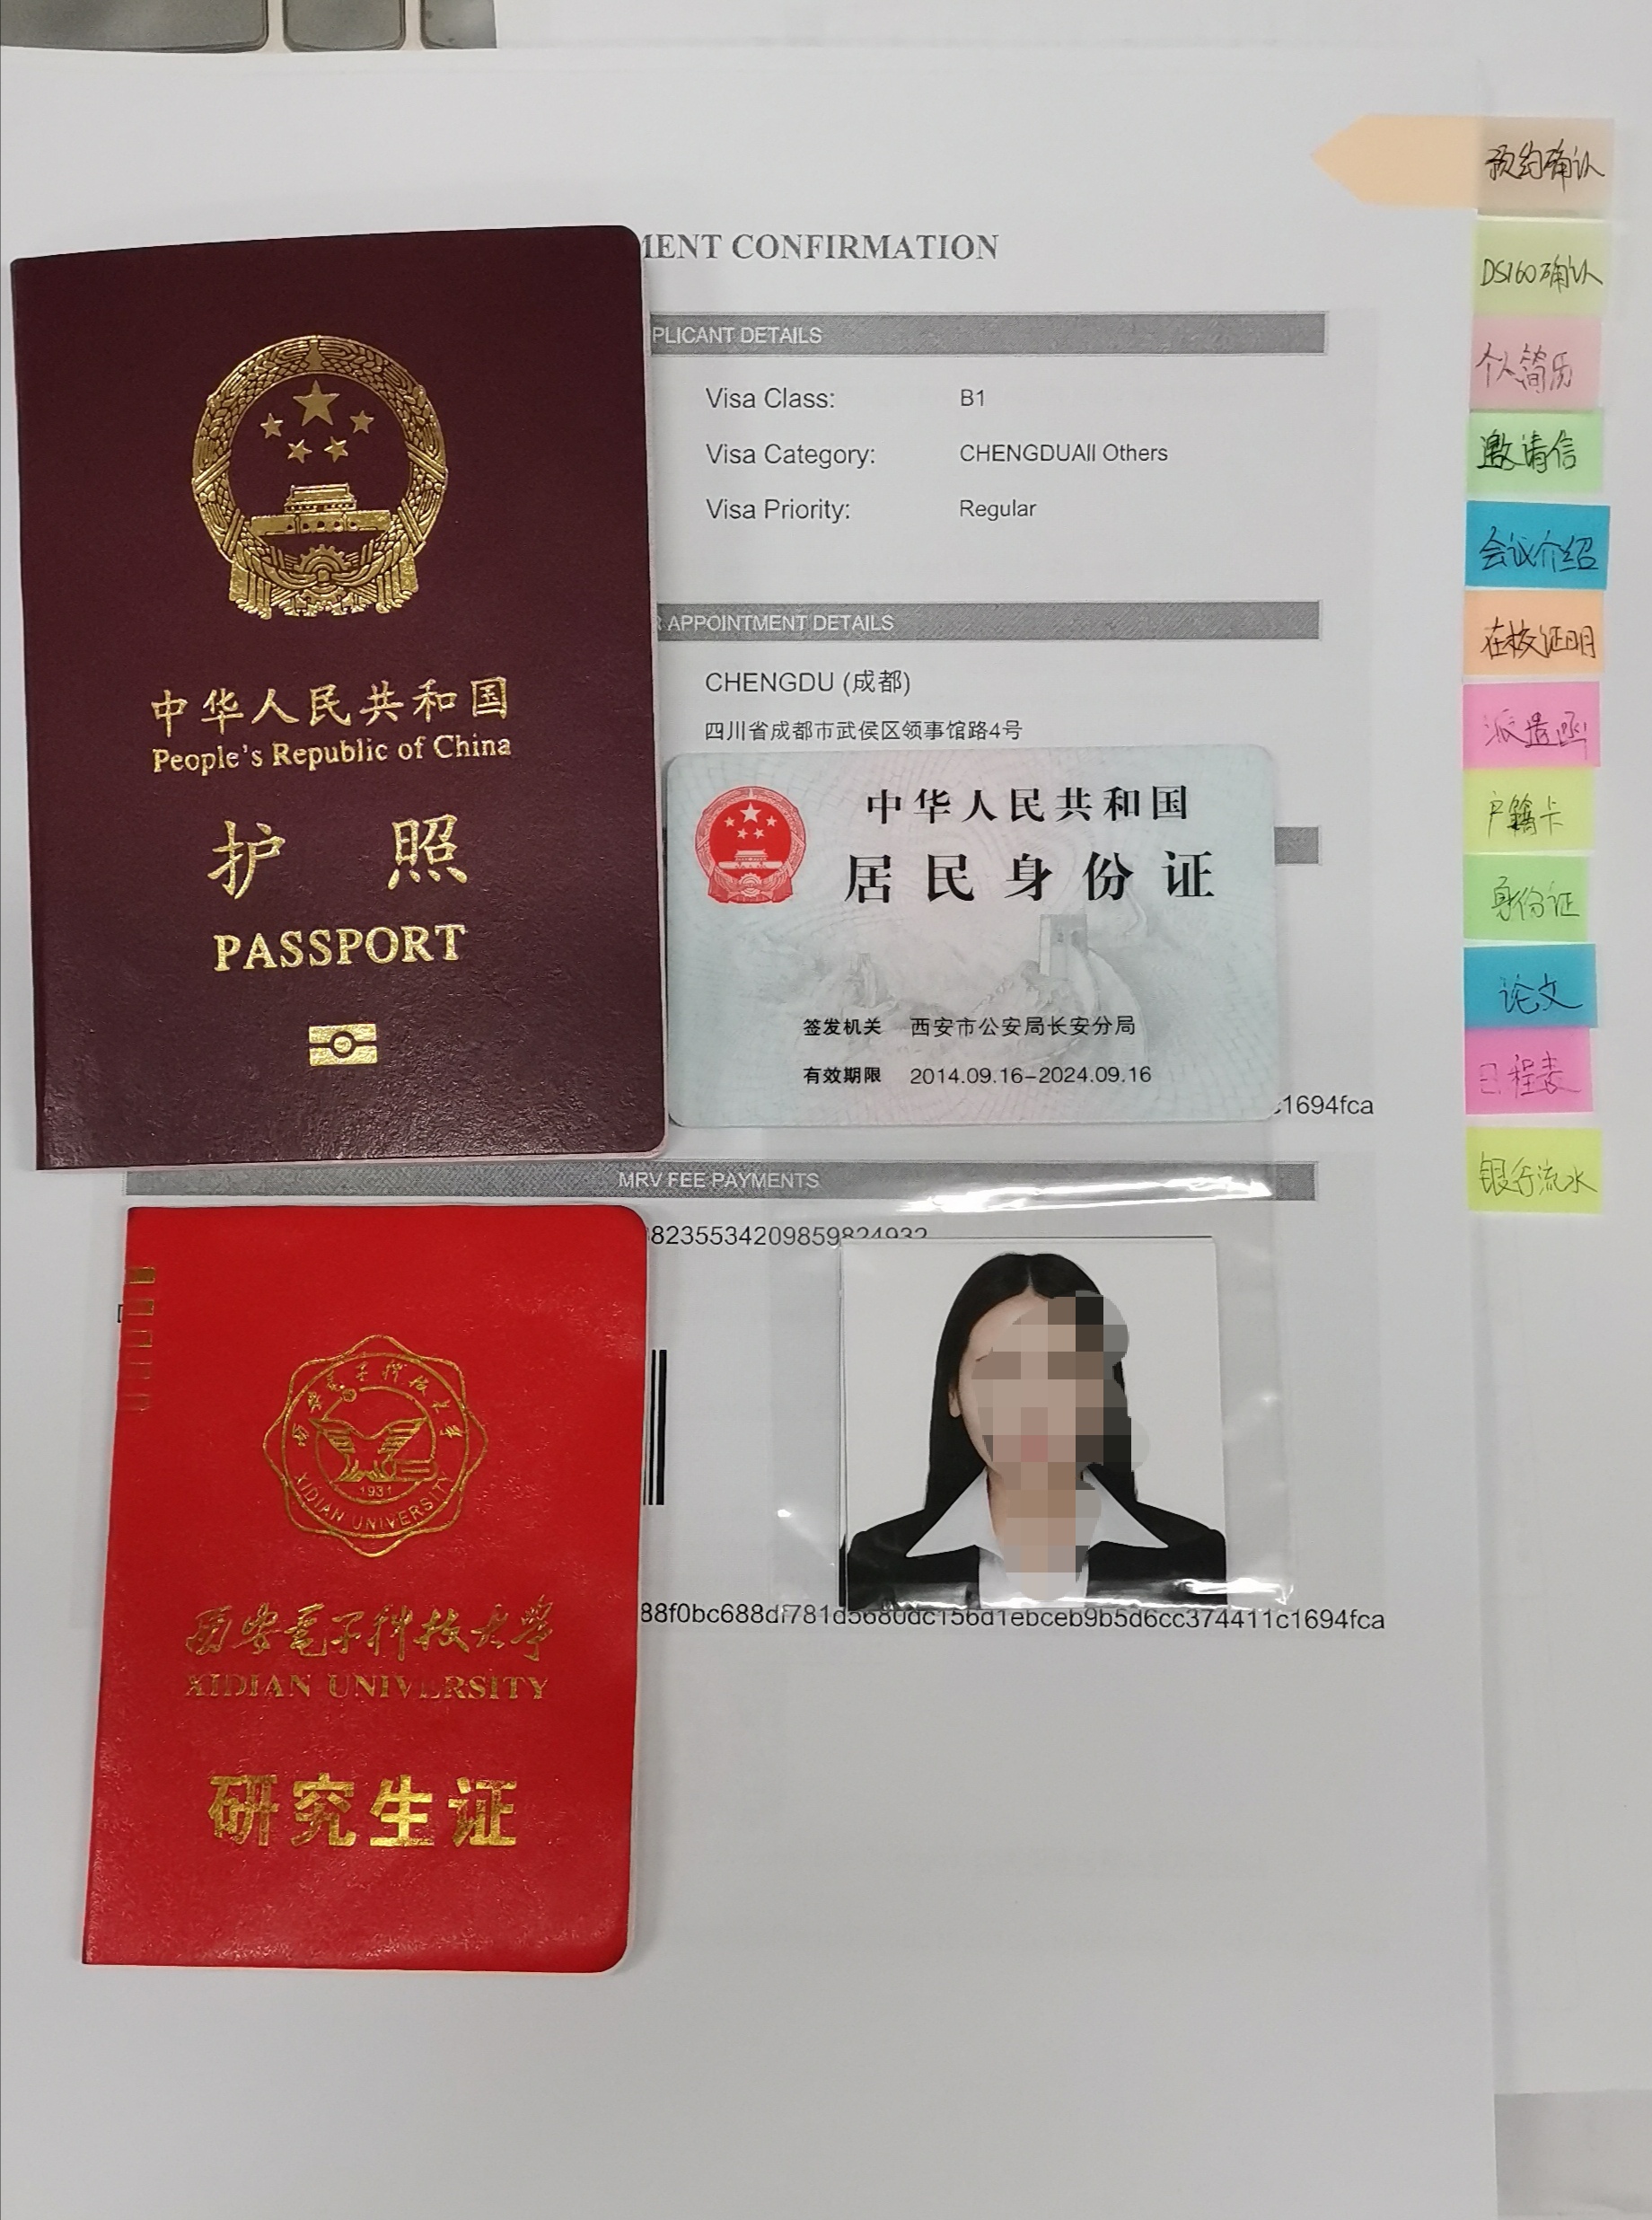 MENT CONFIRMATION
PLICANT DETAILS
Visa Class: B1
Visa Category: CHENGDUAll Others
Visa Priority: Regular
APPOINTMENT DETAILS
CHENGDU (成都)
四川省成都市武侯区领事馆路4号
中华人民共和国
People's Republic of China
护照
PASSPORT
中华人民共和国
居民身份证
签发机关 西安市公安局长安分局
有效期限 2014.09.16-2024.09.16
c1694fca
MRV FEE PAYMENTS
8235534209859824932
西安电子科技大学
1931
XIDIAN UNIVERSITY
西安電子科技大学
XIDIAN UNIVERSITY
研究生证
88f0bc688df781d5680dc156d1ebceb9b5d6cc374411c1694fca
预约确认
DS160确认
个人简历
邀请信
会议介绍
在校证明
派遣函
户籍卡
身份证
论文
日程表
银行流水